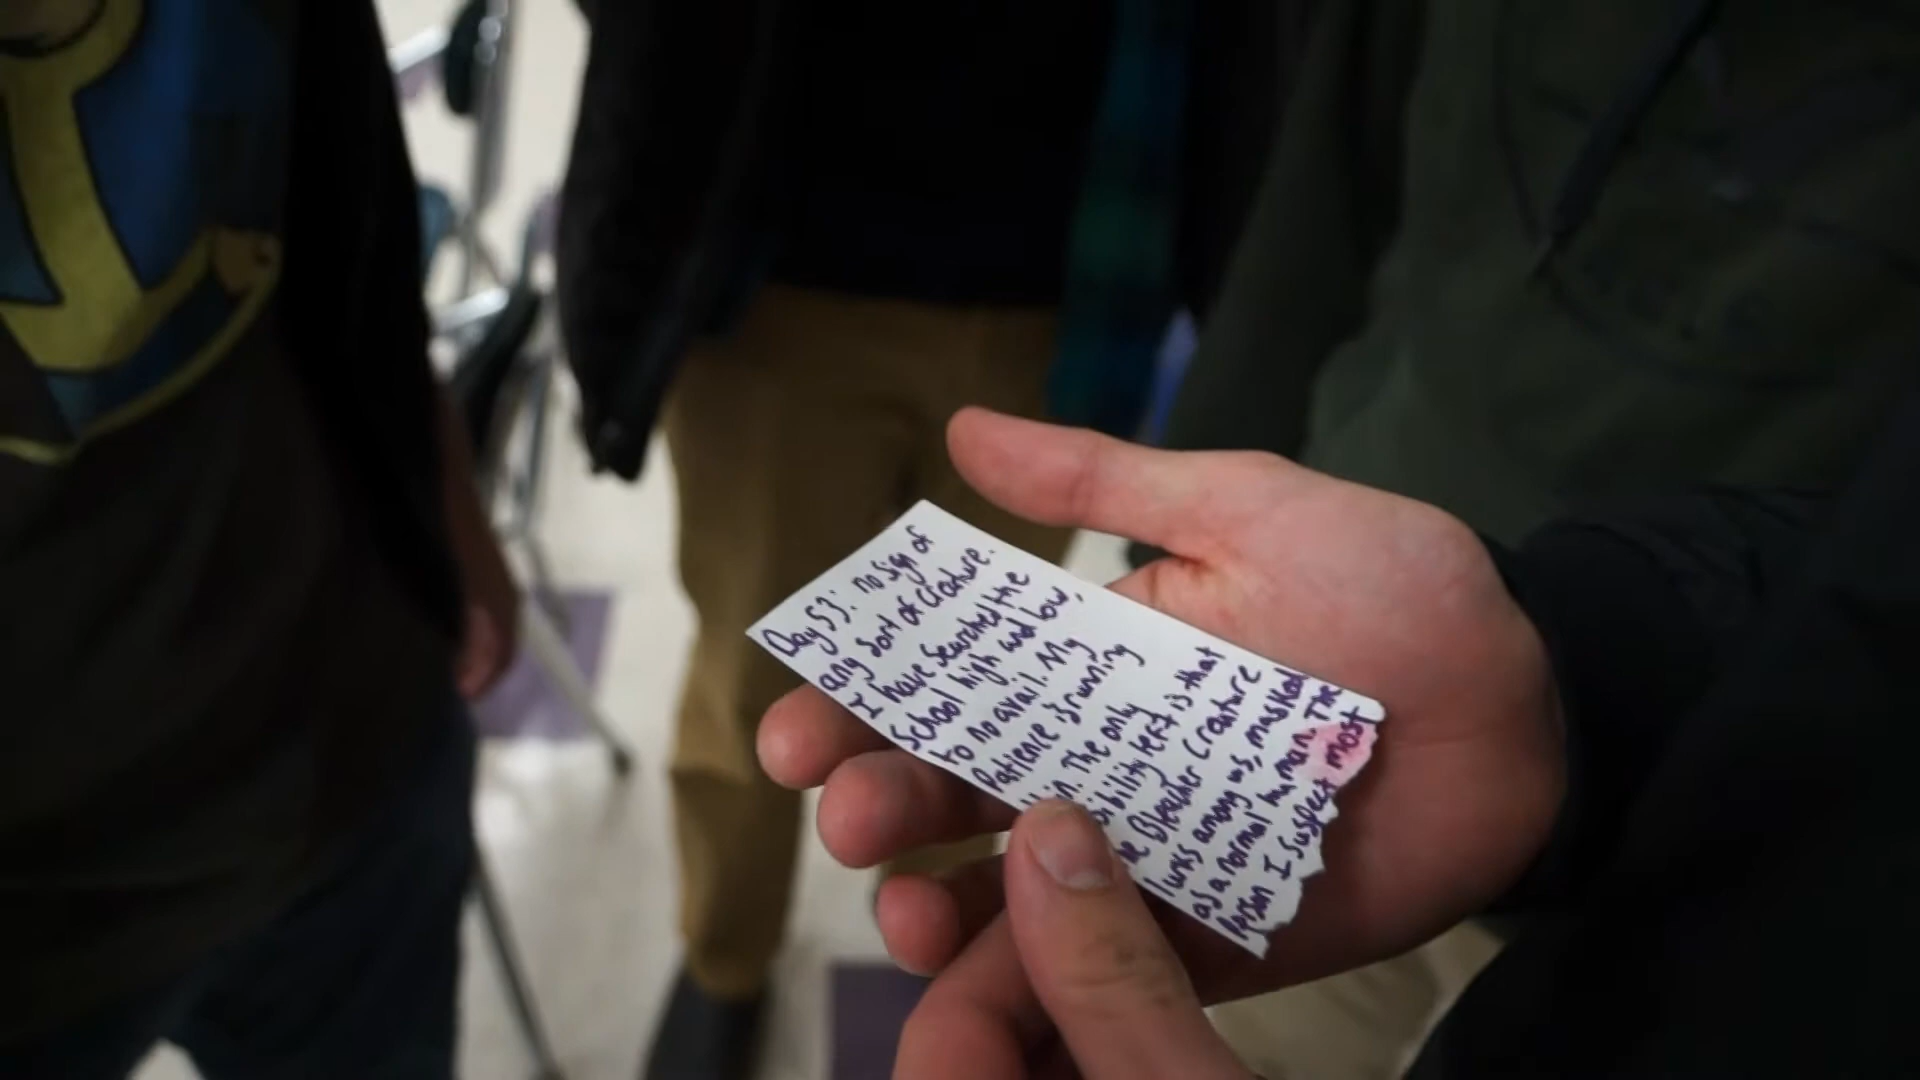 Day 53: no sign of
any sort of creature.
I have searched the
School high and low,
to no avail. My
Patience is running
The only
left is that
Bleacher Creature
lurks among us, masked
as a normal human. The
Person I suspect most